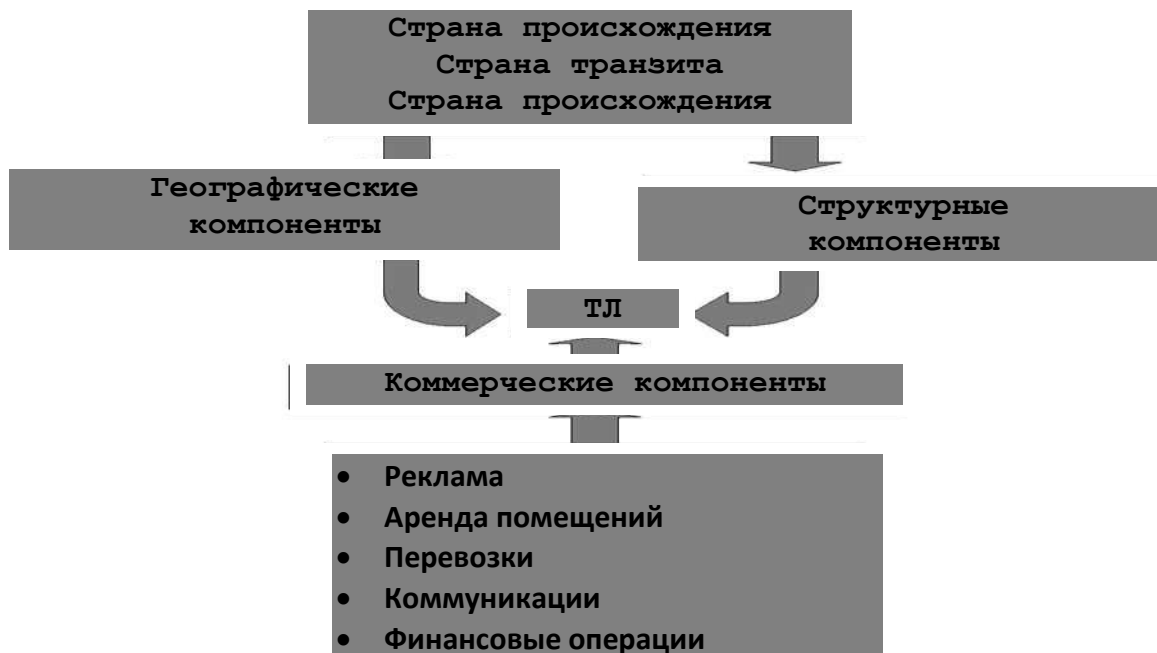 Страна происхождения
Страна транзита
Страна происхождения
Географические
компоненты
Структурные
компоненты
ТЛ
Коммерческие компоненты
• Реклама
• Аренда помещений
• Перевозки
• Коммуникации
• Финансовые операции